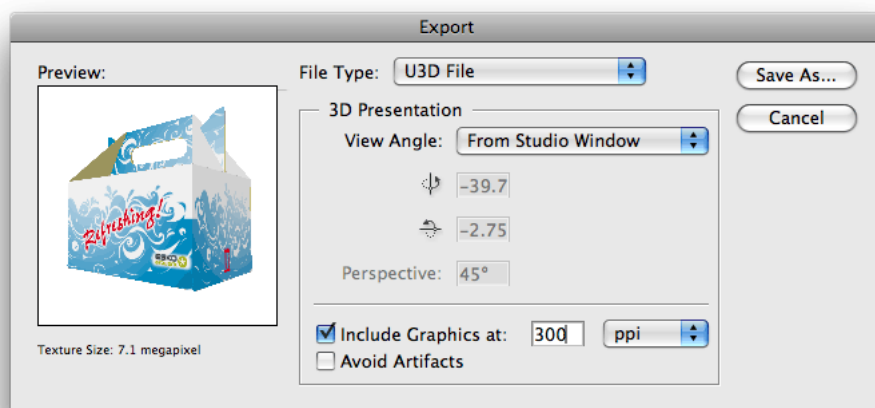 Export
Preview:
Refreshing!
Texture Size: 7.1 megapixel
File Type: U3D File
3D Presentation
View Angle: From Studio Window
-39.7
-2.75
Perspective: 45°
Include Graphics at: 300 ppi
Avoid Artifacts
Save As...
Cancel